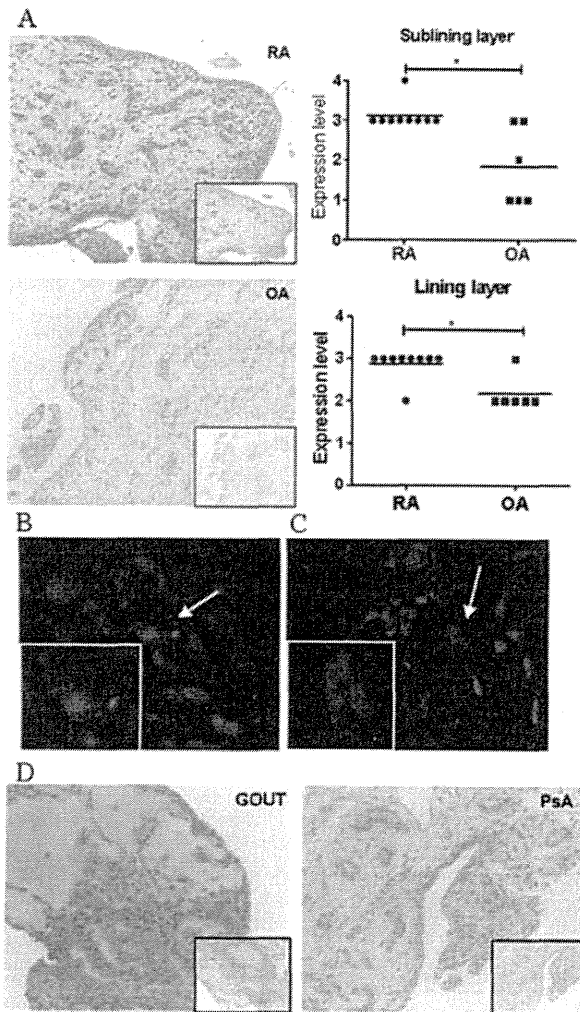 A
RA
Sublining layer
*
Expression level
4
3
2
1
RA
OA
OA
Lining layer
*
Expression level
4
3
2
1
0
RA
OA
B
C
D
GOUT
PsA